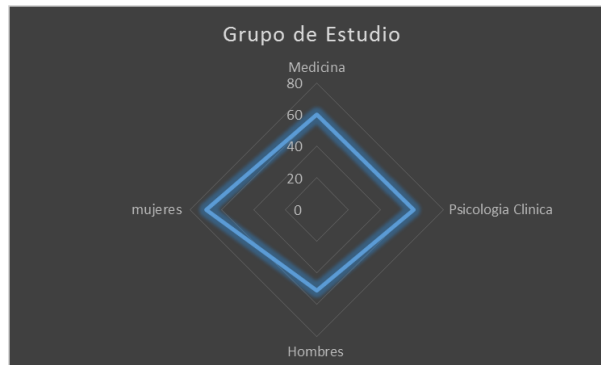 Grupo de Estudio
Medicina
80
60
40
20
0
mujeres
Psicologia Clinica
Hombres